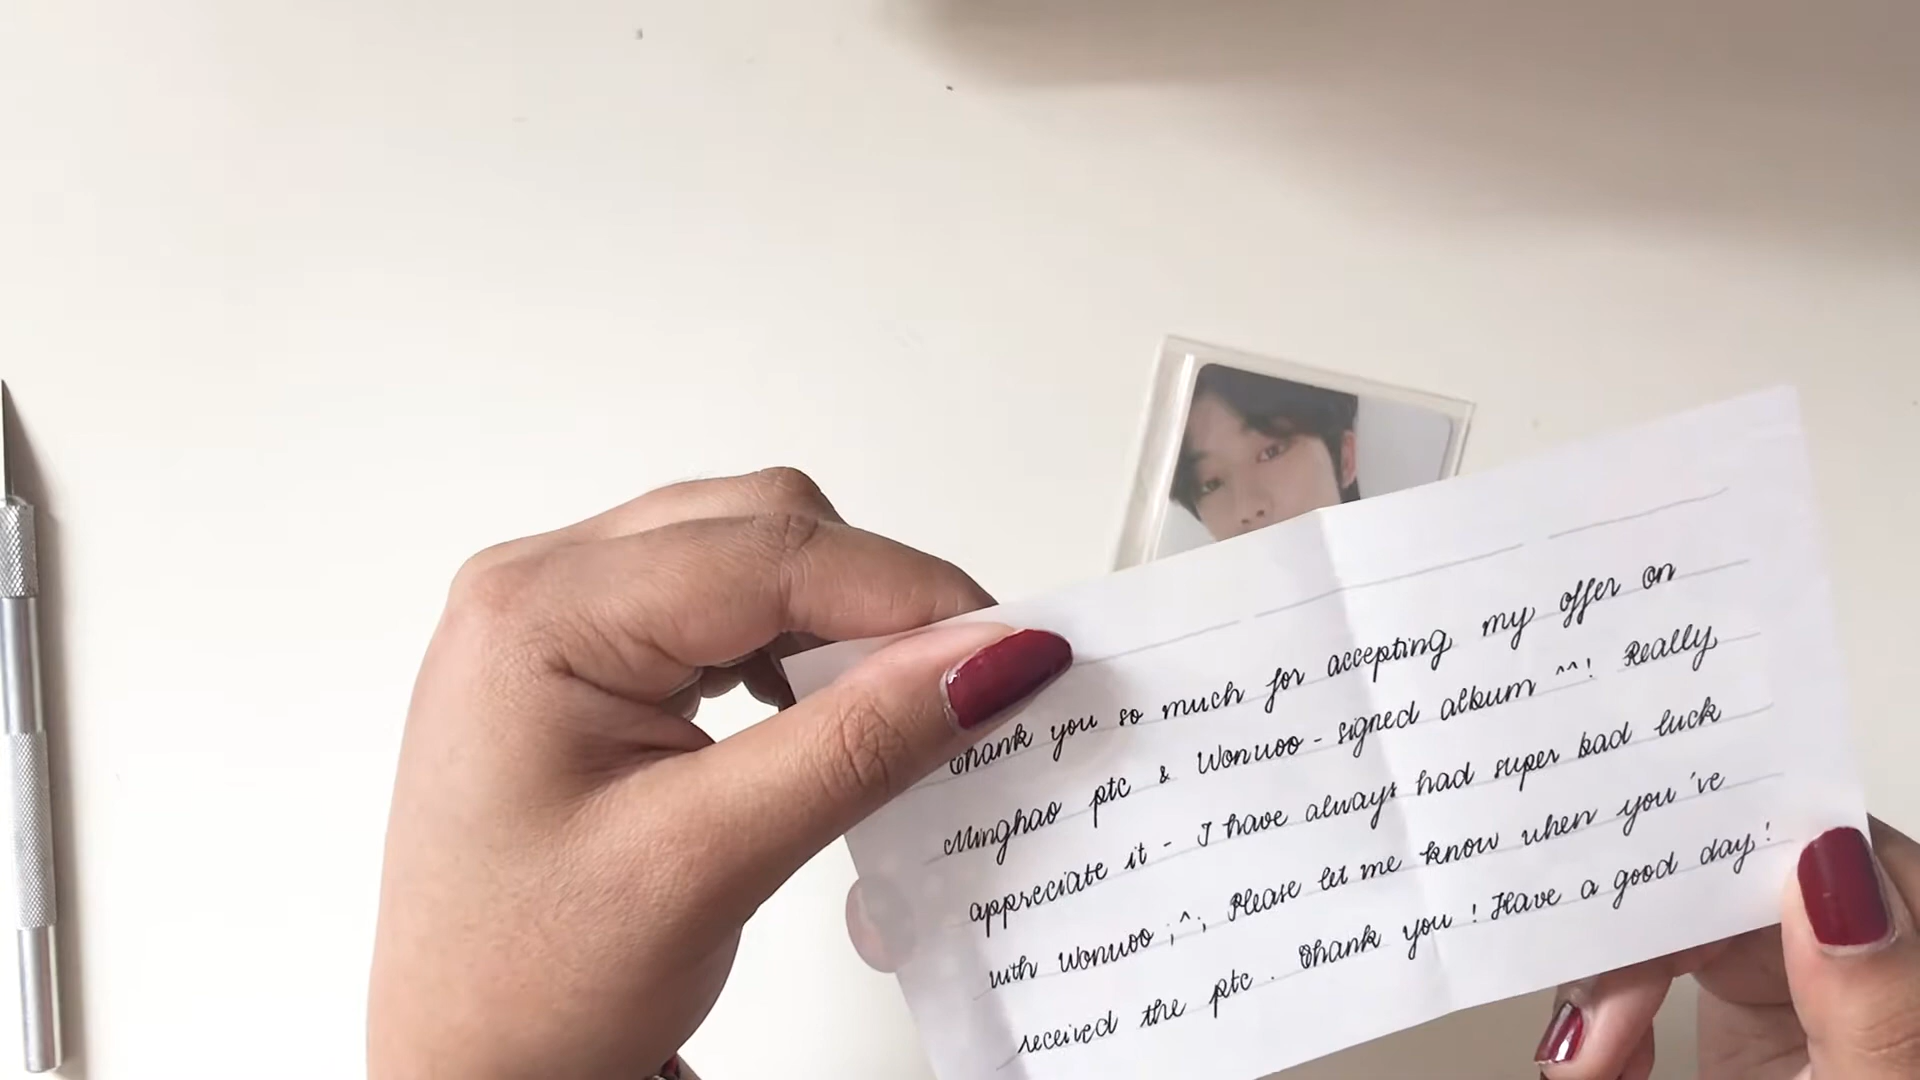 Thank you so much for accepting my offer on
Minghao ptc & Wonwoo - signed album ^^! Really
appreciate it - I have always had super bad luck
with Wonwoo ;^; Please let me know when you've
received the ptc. Thank you! Have a good day!